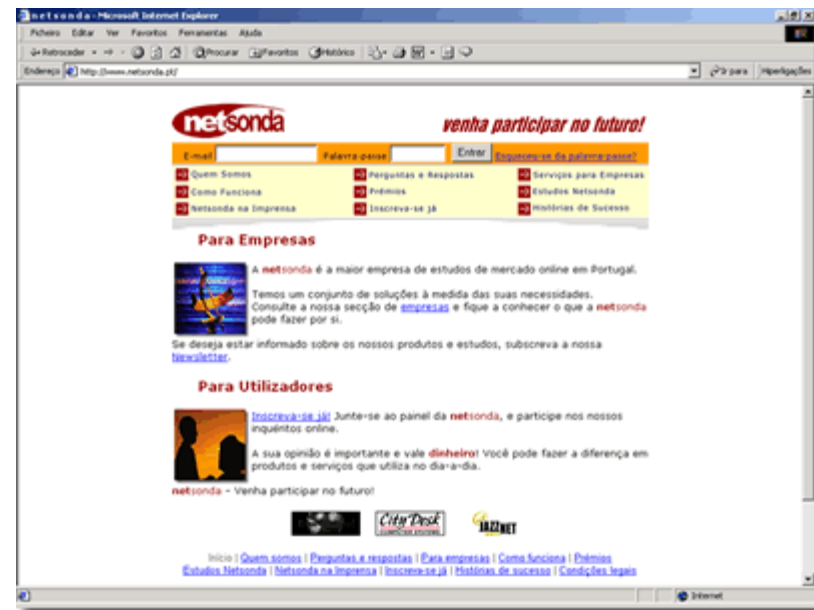 netsonda - Microsoft Internet Explorer
Ficheiro Editar Ver Favoritos Ferramentas Ajuda
Retroceder Procurar Favoritos Histórico
Endereço http://www.netsonda.pt/ Ir para Hiperligações
netsonda venha participar no futuro!
E-mail Palavra-passe Entrar Esqueceu-se da palavra-passe?
Quem Somos Perguntas e Respostas Serviços para Empresas
Como Funciona Prémios Estudos Netsonda
Netsonda na Imprensa Inscreva-se já Histórias de Sucesso
Para Empresas
A netsonda é a maior empresa de estudos de mercado online em Portugal.
Temos um conjunto de soluções à medida das suas necessidades.
Consulte a nossa secção de empresas e fique a conhecer o que a netsonda
pode fazer por si.
Se deseja estar informado sobre os nossos produtos e estudos, subscreva a nossa
Newsletter.
Para Utilizadores
Inscreva-se já! Junte-se ao painel da netsonda, e participe nos nossos
inquéritos online.
A sua opinião é importante e vale dinheiro! Você pode fazer a diferença em
produtos e serviços que utiliza no dia-a-dia.
netsonda - Venha participar no futuro!
City Desk JAZZNET
Início | Quem somos | Perguntas e respostas | Para empresas | Como funciona | Prémios
Estudos Netsonda | Netsonda na Imprensa | Inscreva-se já | Histórias de sucesso | Condições legais
Internet